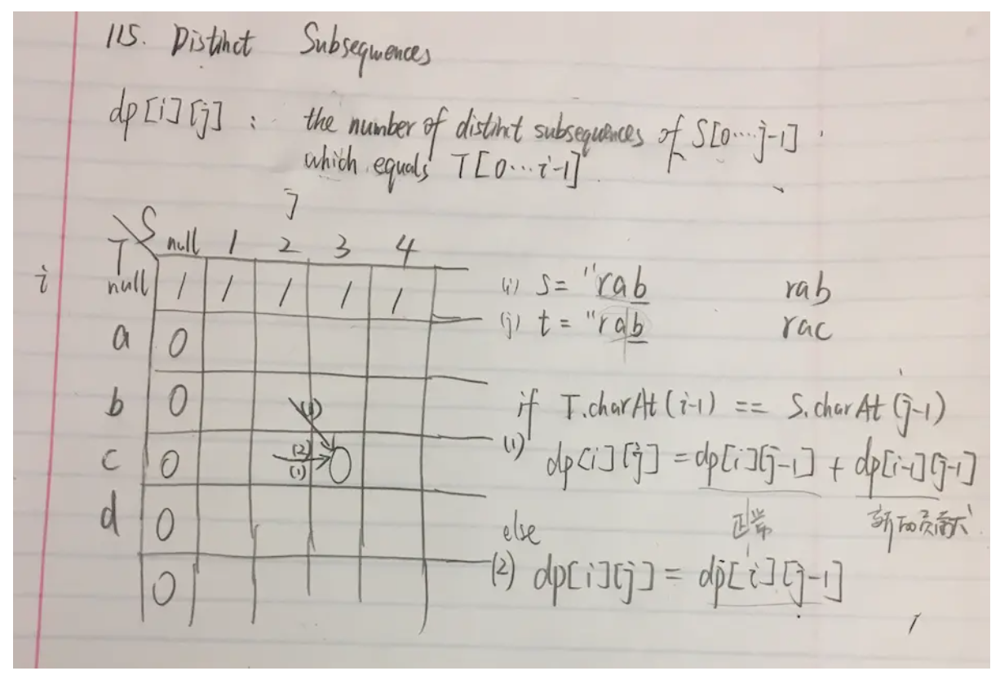 115. Distinct Subsequences
dp[i][j] : the number of distinct subsequences of S[0...j-1]
which equals T[0...i-1]
j
S
T null 1 2 3 4
i null 1 1 1 1 1
a 0
b 0
c 0
d 0
0
(1)
(2)
(1)
(i) s = "rab rab
(j) t = "rab rac
if T.charAt(i-1) == S.charAt(j-1)
(1) dp[i][j] = dp[i][j-1] + dp[i-1][j-1]
正常 新的贡献
else
(2) dp[i][j] = dp[i][j-1]